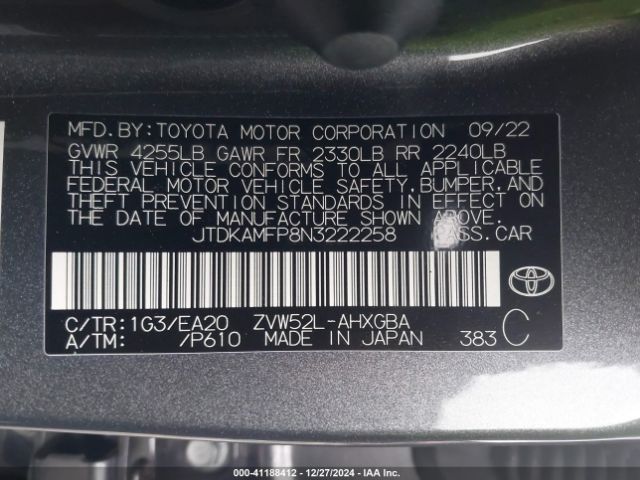 MFD.BY:TOYOTA MOTOR CORPORATION 09/22
GVWR 4255LB GAWR FR 2330LB RR 2240LB
THIS VEHICLE CONFORMS TO ALL APPLICABLE
FEDERAL MOTOR VEHICLE SAFETY,BUMPER,AND
THEFT PREVENTION STANDARDS IN EFFECT ON
THE DATE OF MANUFACTURE SHOWN ABOVE.
JTDKAMFP8N3222258 PASS.CAR
C/TR:1G3/EA20 ZVW52L-AHXGBA
A/TM: /P610 MADE IN JAPAN 383 C
000-41188412 • 12/27/2024 - IAA Inc.